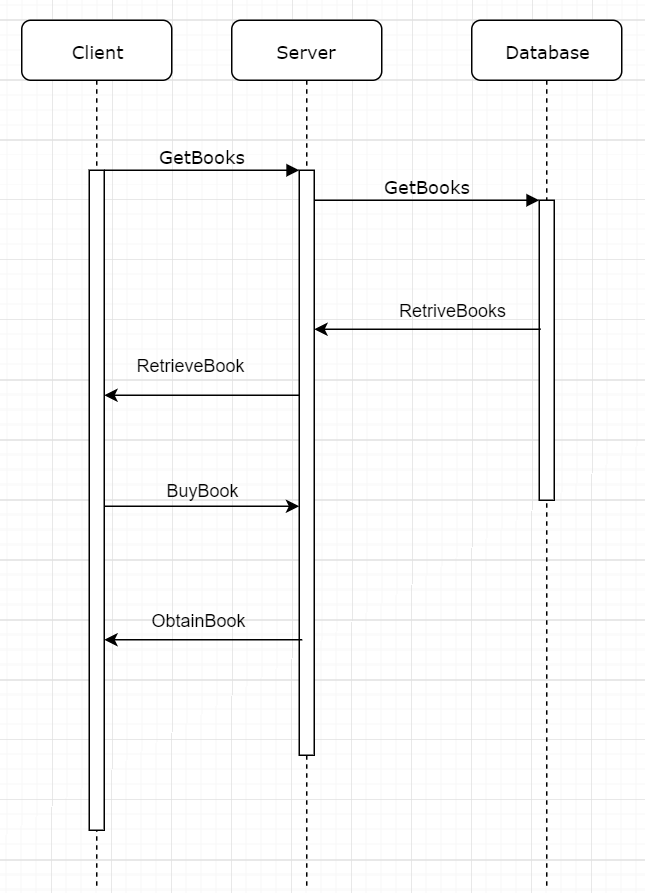 Client
Server
Database
GetBooks
GetBooks
RetriveBooks
RetrieveBook
BuyBook
ObtainBook